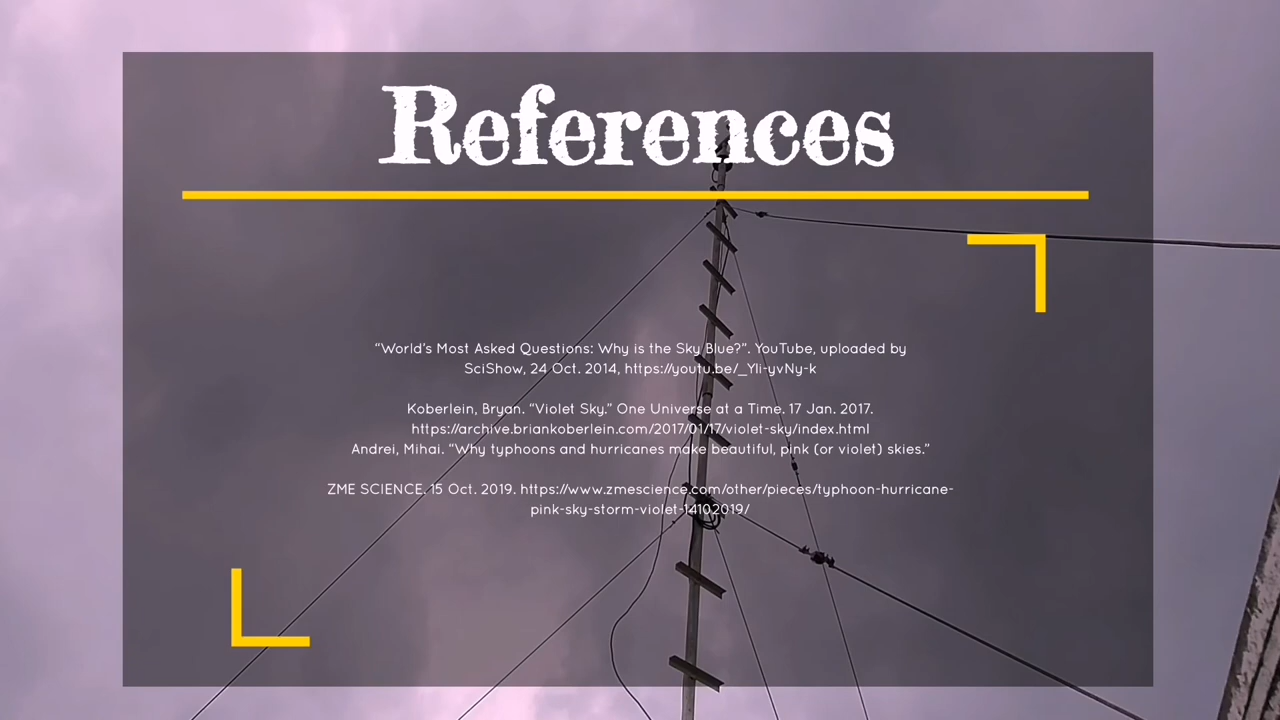 References
“World’s Most Asked Questions: Why is the Sky Blue?”. YouTube, uploaded by
SciShow, 24 Oct. 2014, https://youtu.be/_Yli-yvNy-k
Koberlein, Bryan. “Violet Sky.” One Universe at a Time. 17 Jan. 2017.
https://archive.briankoberlein.com/2017/01/17/violet-sky/index.html
Andrei, Mihai. “Why typhoons and hurricanes make beautiful, pink (or violet) skies.”
ZME SCIENCE. 15 Oct. 2019. https://www.zmescience.com/other/pieces/typhoon-hurricane-
pink-sky-storm-violet-14102019/